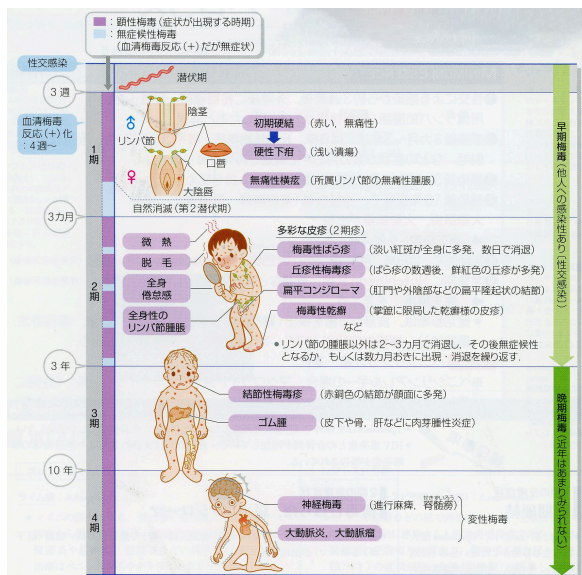 ：顕性梅毒（症状が出現する時期）
：無症候性梅毒
（血清梅毒反応（+）だが無症状）
性交感染
潜伏期
3 週
血清梅毒
反応（+）化
：4週〜
1
期
♂
♀
陰茎
リンパ節
口唇
大陰唇
初期硬結（赤い，無痛性）
硬性下疳（浅い潰瘍）
無痛性横痃（所属リンパ節の無痛性腫脹）
自然消滅（第２潜伏期）
3カ月
2
期
微 熱
脱 毛
全身
倦怠感
全身性の
リンパ節腫脹
多彩な皮疹（2期疹）
梅毒性ばら疹（淡い紅斑が全身に多発，数日で消退）
丘疹性梅毒疹（ばら疹の数週後，鮮紅色の丘疹が多発）
扁平コンジローマ（肛門や外陰部などの扁平隆起状の結節）
梅毒性乾癬（掌蹠に限局した乾癬様の皮疹）
など
●リンパ節の腫脹以外は2〜3カ月で消退し，その後無症候性
となるか，もしくは数カ月おきに出現・消退を繰り返す．
3 年
3
期
結節性梅毒疹（赤銅色の結節が顔面に多発）
ゴム腫（皮下や骨，肝などに肉芽腫性炎症）
10 年
4
期
神経梅毒（進行麻痺，脊髄癆）
せきずいろう
大動脈炎，大動脈瘤
変性梅毒
早期梅毒（他人への感染性あり（性交感染））
晩期梅毒（近年はあまりみられない）